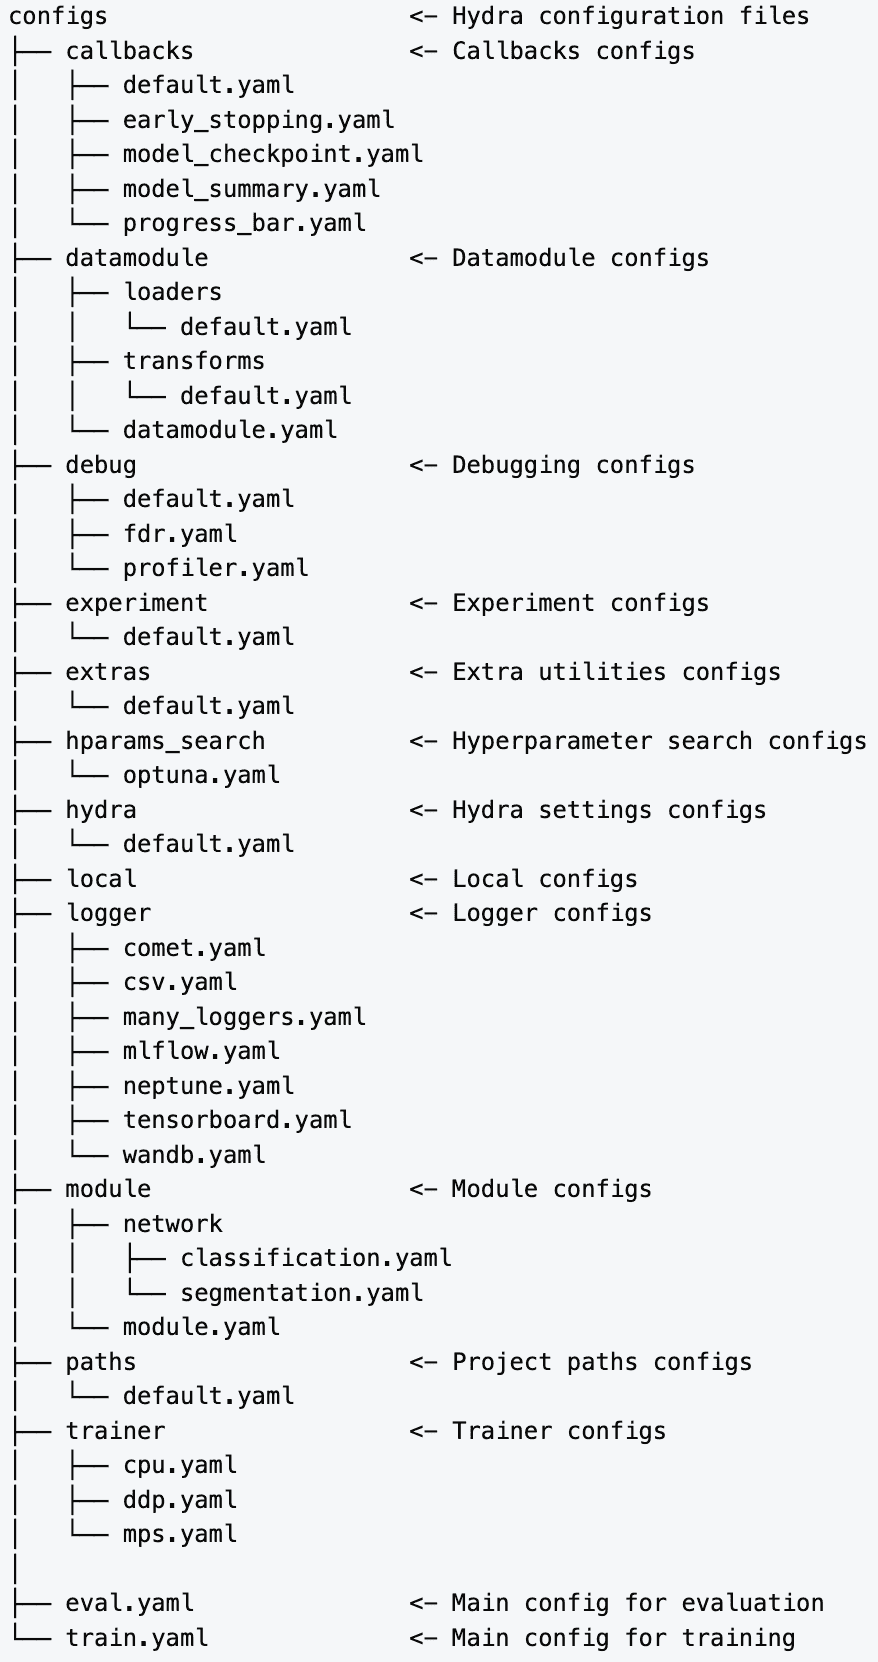 configs                     <- Hydra configuration files
├── callbacks               <- Callbacks configs
│   ├── default.yaml
│   ├── early_stopping.yaml
│   ├── model_checkpoint.yaml
│   ├── model_summary.yaml
│   └── progress_bar.yaml
├── datamodule              <- Datamodule configs
│   ├── loaders
│   │   └── default.yaml
│   ├── transforms
│   │   └── default.yaml
│   └── datamodule.yaml
├── debug                   <- Debugging configs
│   ├── default.yaml
│   ├── fdr.yaml
│   └── profiler.yaml
├── experiment              <- Experiment configs
│   └── default.yaml
├── extras                  <- Extra utilities configs
│   └── default.yaml
├── hparams_search          <- Hyperparameter search configs
│   └── optuna.yaml
├── hydra                   <- Hydra settings configs
│   └── default.yaml
├── local                   <- Local configs
├── logger                  <- Logger configs
│   ├── comet.yaml
│   ├── csv.yaml
│   ├── many_loggers.yaml
│   ├── mlflow.yaml
│   ├── neptune.yaml
│   ├── tensorboard.yaml
│   └── wandb.yaml
├── module                  <- Module configs
│   ├── network
│   │   ├── classification.yaml
│   │   └── segmentation.yaml
│   └── module.yaml
├── paths                   <- Project paths configs
│   └── default.yaml
├── trainer                 <- Trainer configs
│   ├── cpu.yaml
│   ├── ddp.yaml
│   └── mps.yaml
│
├── eval.yaml               <- Main config for evaluation
└── train.yaml              <- Main config for training